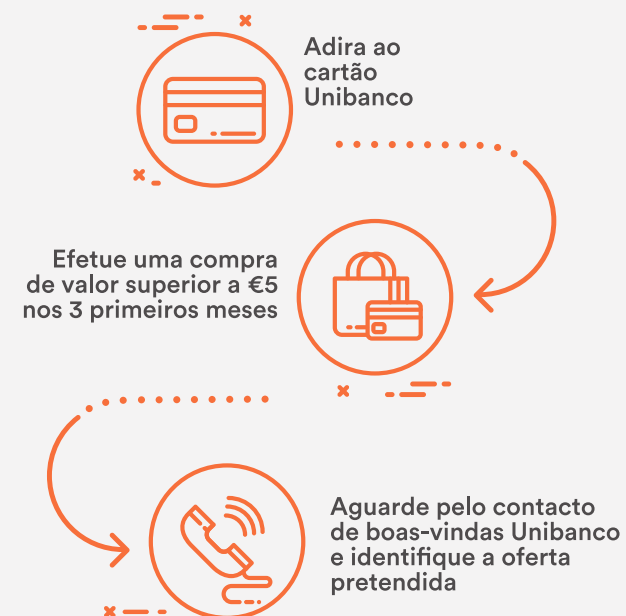 Adira ao
cartão
Unibanco
Efetue uma compra
de valor superior a €5
nos 3 primeiros meses
Aguarde pelo contacto
de boas-vindas Unibanco
e identifique a oferta
pretendida